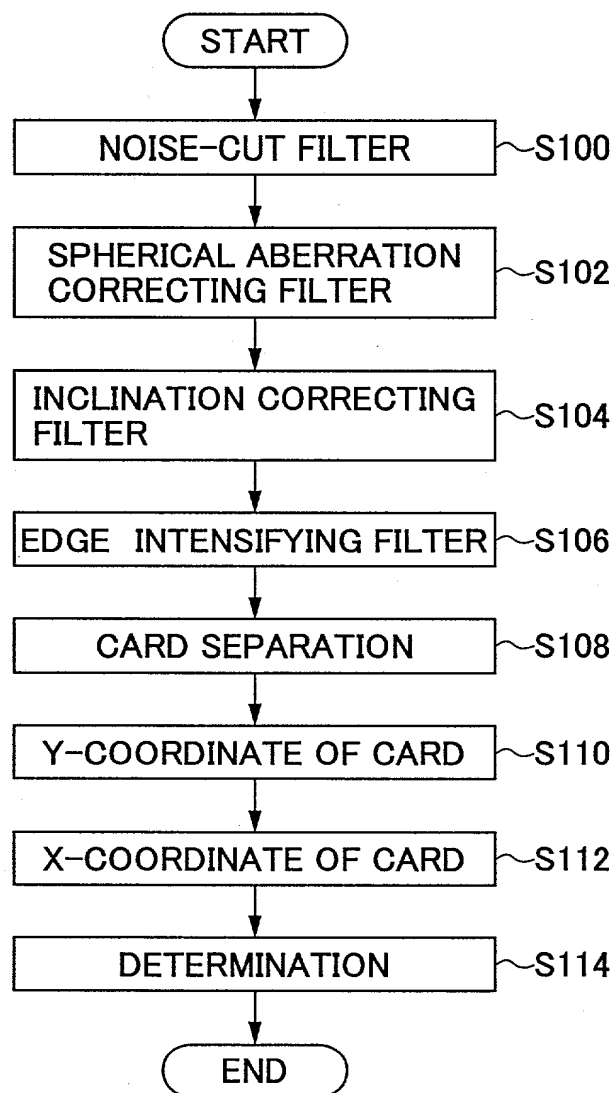 START
NOISE-CUT FILTER
S100
SPHERICAL ABERRATION
CORRECTING FILTER
S102
INCLINATION CORRECTING
FILTER
S104
EDGE INTENSIFYING FILTER
S106
CARD SEPARATION
S108
Y-COORDINATE OF CARD
S110
X-COORDINATE OF CARD
S112
DETERMINATION
S114
END